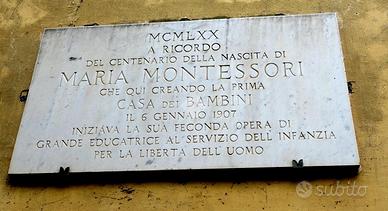 MCMLXX
A RICORDO
DEL CENTENARIO DELLA NASCITA DI
MARIA MONTESSORI
CHE QUI CREANDO LA PRIMA
CASA DEI BAMBINI
IL 6 GENNAIO 1907
INIZIAVA LA SUA FECONDA OPERA DI
GRANDE EDUCATRICE AL SERVIZIO DELL'INFANZIA
PER LA LIBERTÀ DELL'UOMO
subito